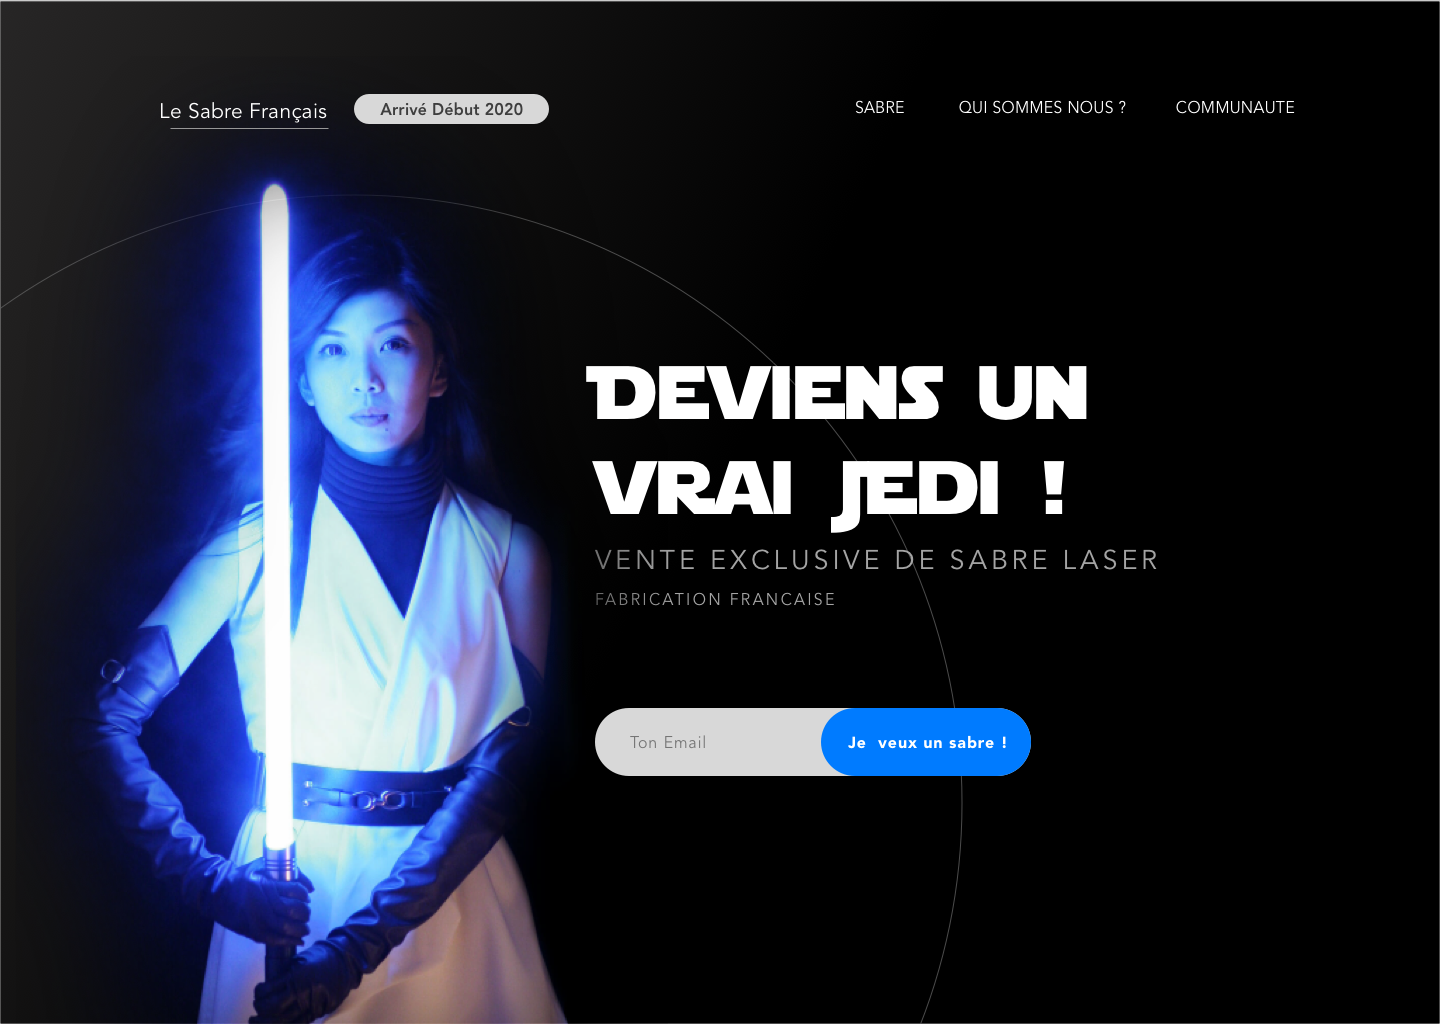 Le Sabre Français
Arrivé Début 2020
SABRE
QUI SOMMES NOUS ?
COMMUNAUTE
DEVIENS UN
VRAI JEDI !
VENTE EXCLUSIVE DE SABRE LASER
FABRICATION FRANCAISE
Ton Email
Je veux un sabre !